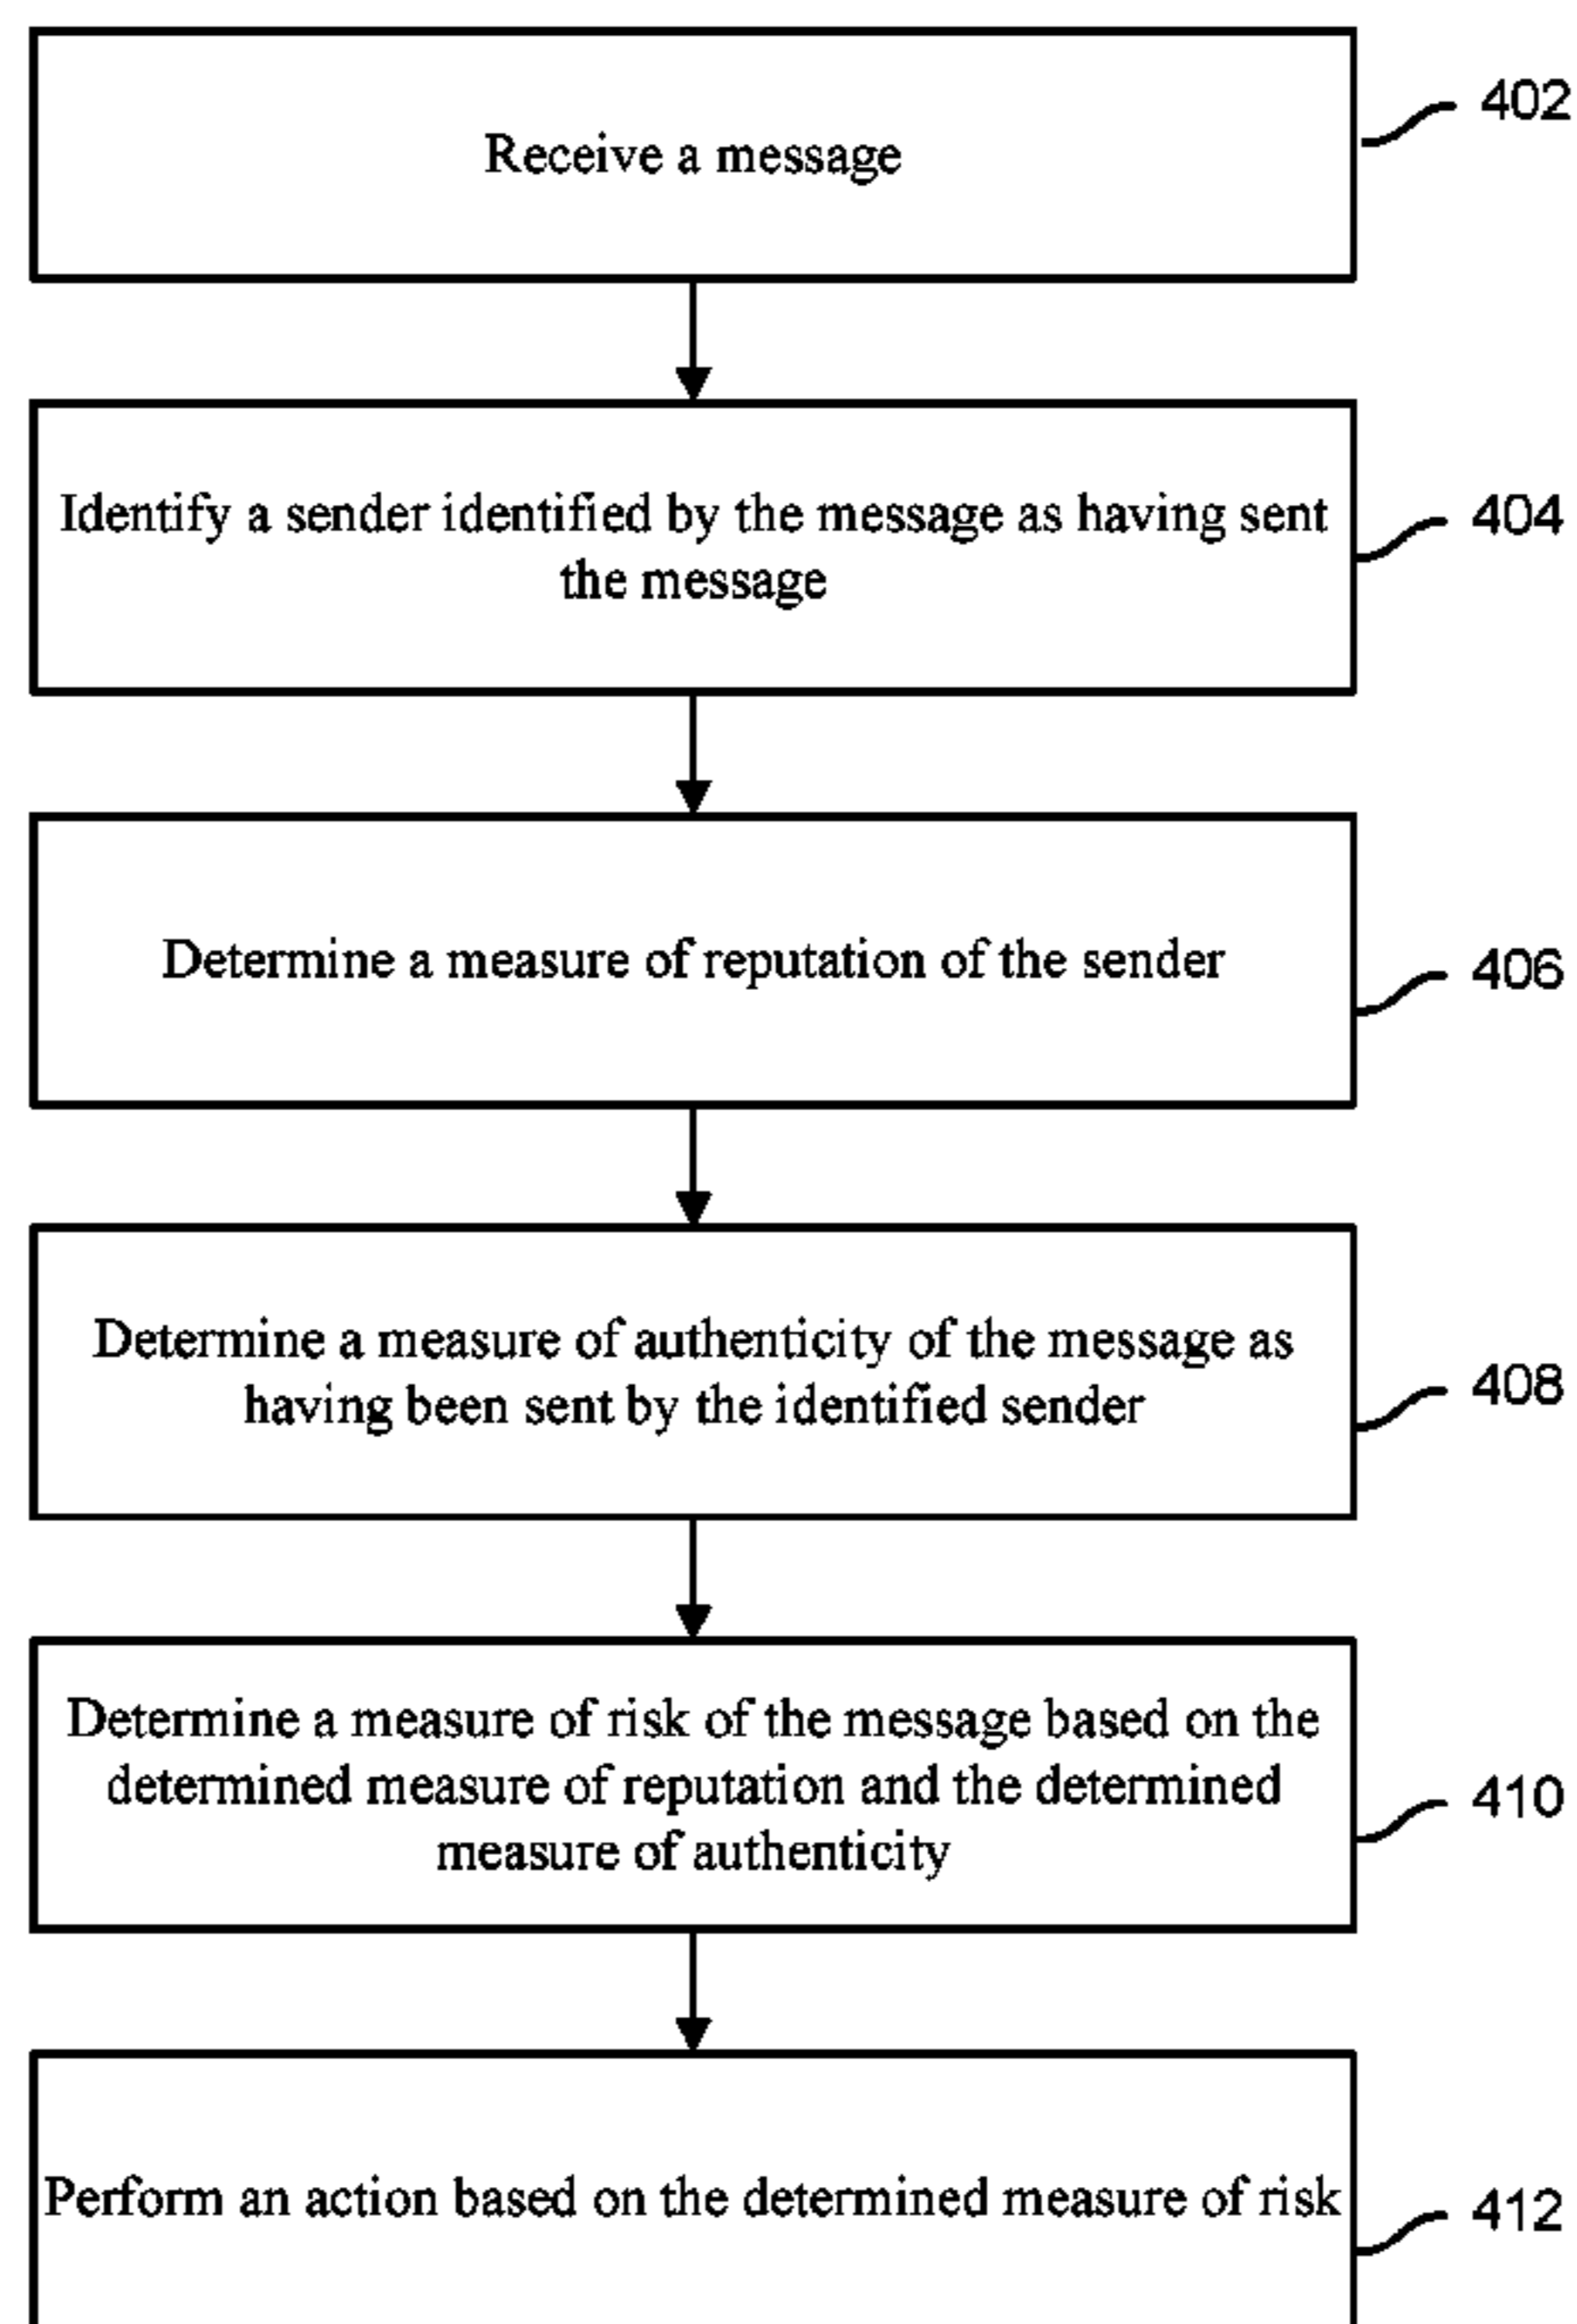 Receive a message
402
Identify a sender identified by the message as having sent
the message
404
Determine a measure of reputation of the sender
406
Determine a measure of authenticity of the message as
having been sent by the identified sender
408
Determine a measure of risk of the message based on the
determined measure of reputation and the determined
measure of authenticity
410
Perform an action based on the determined measure of risk
412